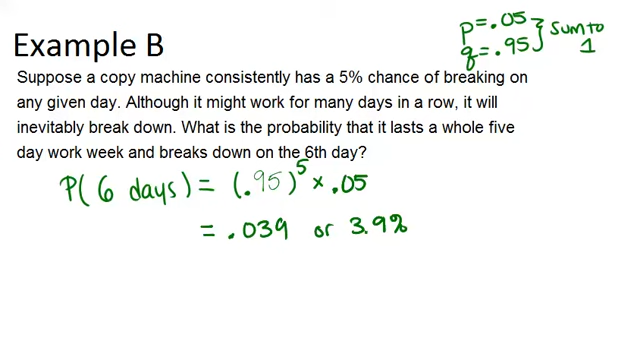 p=.05
q=.95
} sum to 1
Example B
Suppose a copy machine consistently has a 5% chance of breaking on
any given day. Although it might work for many days in a row, it will
inevitably break down. What is the probability that it lasts a whole five
day work week and breaks down on the 6th day?
P(6 days) = (.95)⁵ × .05
= .039 or 3.9%